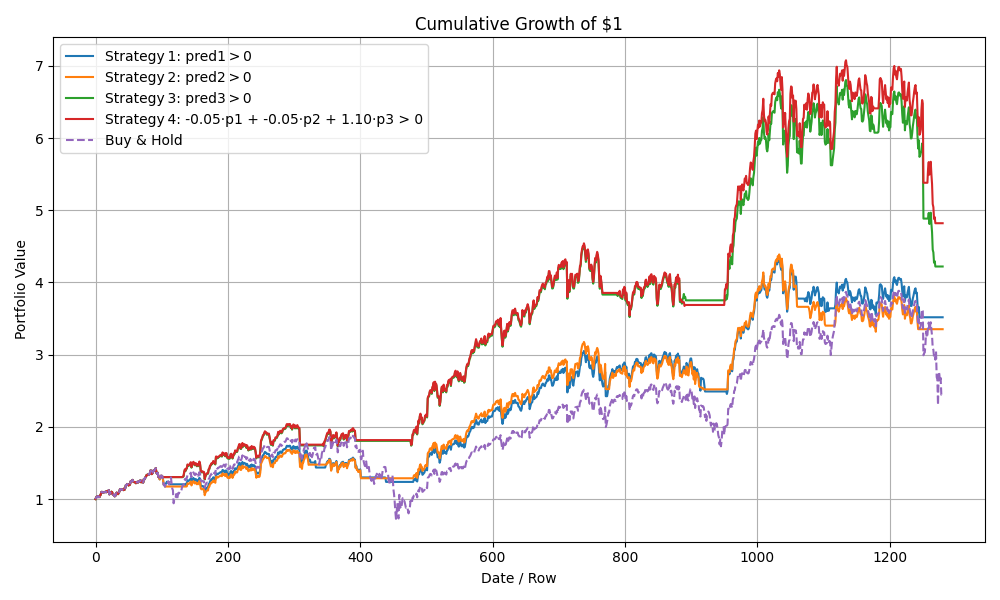 Cumulative Growth of $1
Strategy 1: pred1 > 0
Strategy 2: pred2 > 0
Strategy 3: pred3 > 0
Strategy 4: -0.05·p1 + -0.05·p2 + 1.10·p3 > 0
Buy & Hold
Portfolio Value
7
6
5
4
3
2
1
0 200 400 600 800 1000 1200
Date / Row